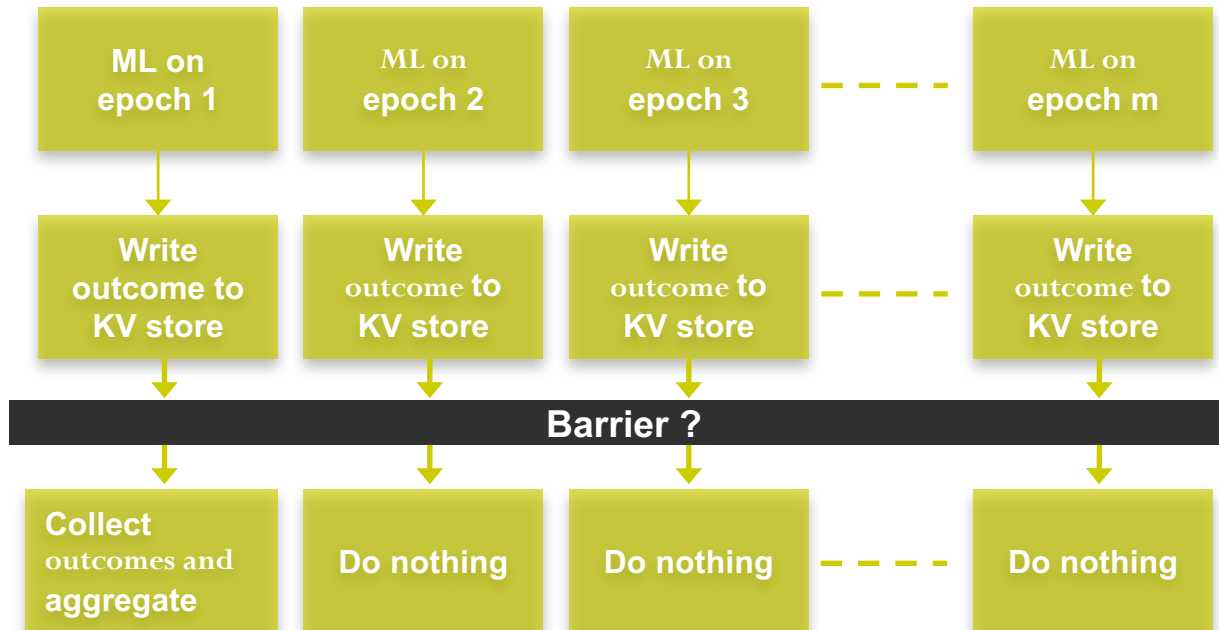 ML on
epoch 1
ML on
epoch 2
ML on
epoch 3
ML on
epoch m
Write
outcome to
KV store
Write
outcome to
KV store
Write
outcome to
KV store
Write
outcome to
KV store
Barrier ?
Collect
outcomes and
aggregate
Do nothing
Do nothing
Do nothing